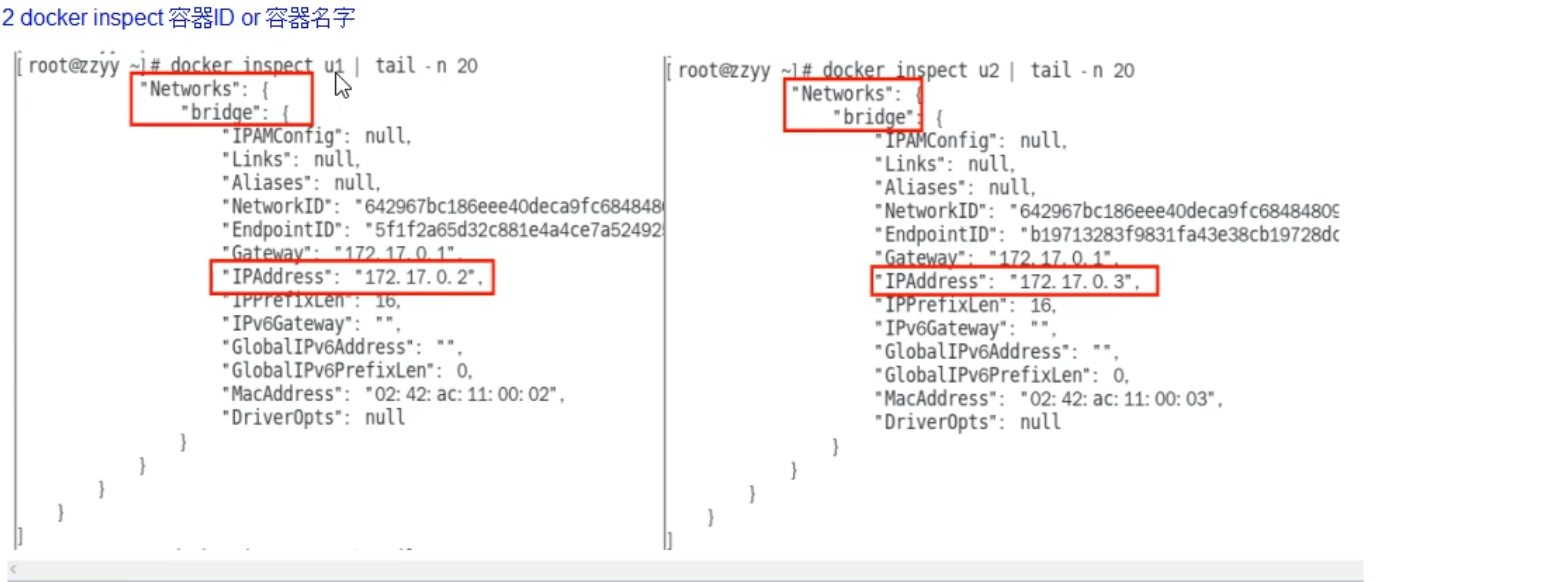 2 docker inspect 容器ID or 容器名字
[root@zzyy ~]# docker inspect u1 | tail -n 20
"Networks": {
"bridge": {
"IPAMConfig": null,
"Links": null,
"Aliases": null,
"NetworkID": "642967bc186eee40deca9fc684848
"EndpointID": "5f1f2a65d32c881e4a4ce7a52492
"Gateway": "172.17.0.1",
"IPAddress": "172.17.0.2",
"IPPrefixLen": 16,
"IPv6Gateway": "",
"GlobalIPv6Address": "",
"GlobalIPv6PrefixLen": 0,
"MacAddress": "02:42:ac:11:00:02",
"DriverOpts": null
}
}
}
}
]
[root@zzyy ~]# docker inspect u2 | tail -n 20
"Networks": {
"bridge": {
"IPAMConfig": null,
"Links": null,
"Aliases": null,
"NetworkID": "642967bc186eee40deca9fc68484809
"EndpointID": "b19713283f9831fa43e38cb19728dc
"Gateway": "172.17.0.1",
"IPAddress": "172.17.0.3",
"IPPrefixLen": 16,
"IPv6Gateway": "",
"GlobalIPv6Address": "",
"GlobalIPv6PrefixLen": 0,
"MacAddress": "02:42:ac:11:00:03",
"DriverOpts": null
}
}
}
}
]